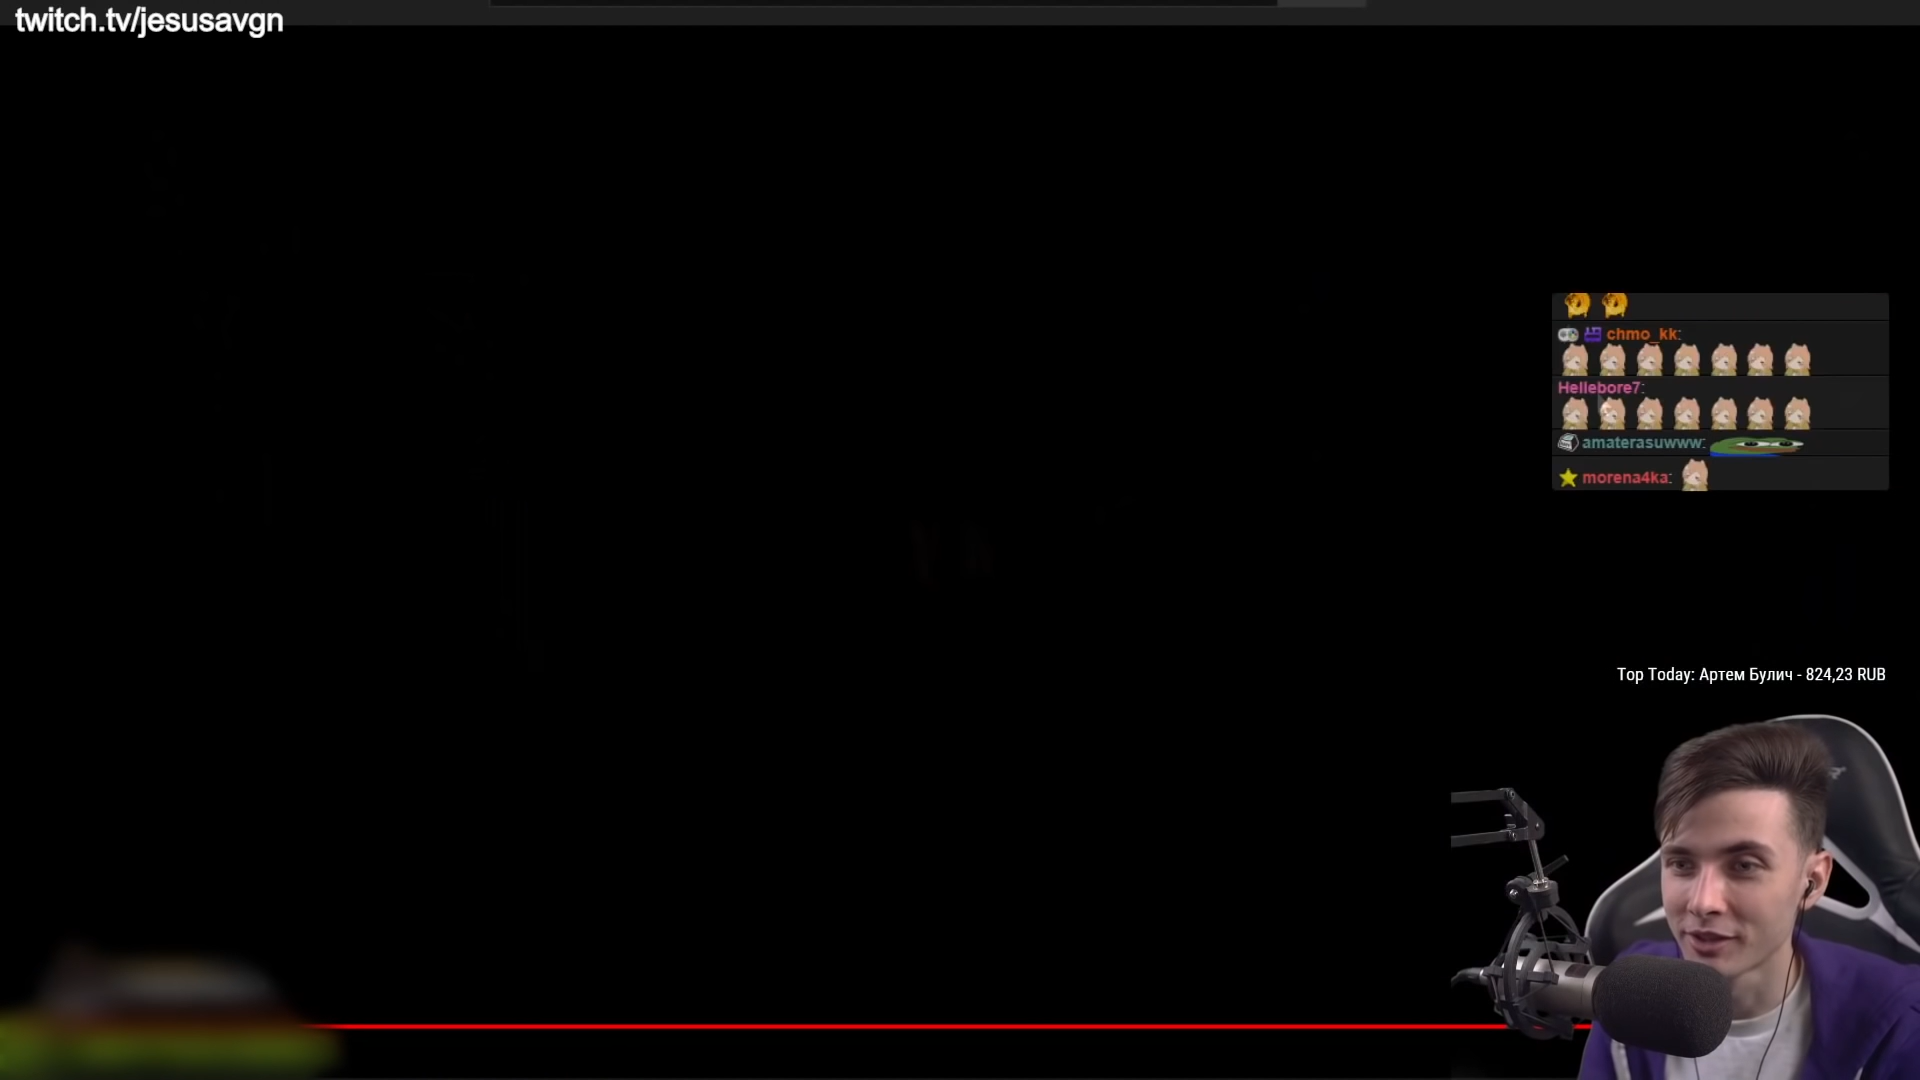 twitch.tv/jesusavgn
chmo_kk:
Hellebore7:
amaterasuwww:
morena4ka:
Top Today: Артем Булич - 824,23 RUB